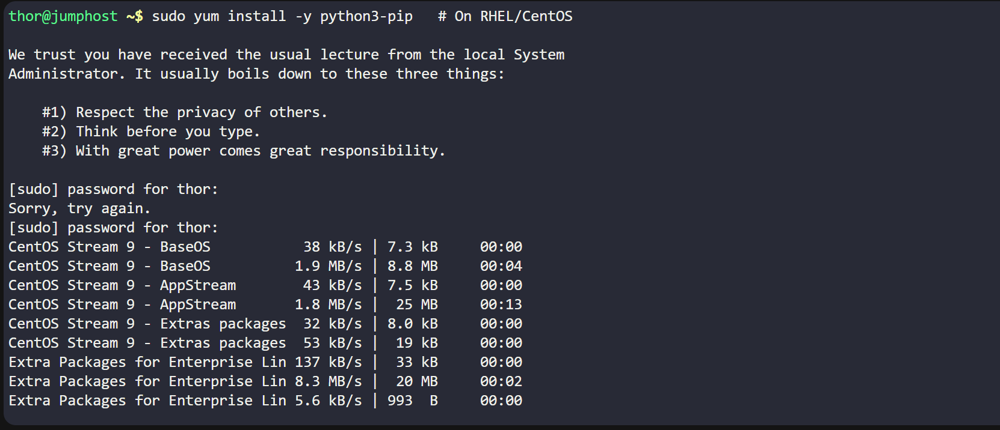 thor@jumphost ~$ sudo yum install -y python3-pip   # On RHEL/CentOS

We trust you have received the usual lecture from the local System
Administrator. It usually boils down to these three things:

    #1) Respect the privacy of others.
    #2) Think before you type.
    #3) With great power comes great responsibility.

[sudo] password for thor:
Sorry, try again.
[sudo] password for thor:
CentOS Stream 9 - BaseOS           38 kB/s | 7.3 kB     00:00
CentOS Stream 9 - BaseOS          1.9 MB/s | 8.8 MB     00:04
CentOS Stream 9 - AppStream        43 kB/s | 7.5 kB     00:00
CentOS Stream 9 - AppStream       1.8 MB/s |  25 MB     00:13
CentOS Stream 9 - Extras packages  32 kB/s | 8.0 kB     00:00
CentOS Stream 9 - Extras packages  53 kB/s |  19 kB     00:00
Extra Packages for Enterprise Lin 137 kB/s |  33 kB     00:00
Extra Packages for Enterprise Lin 8.3 MB/s |  20 MB     00:02
Extra Packages for Enterprise Lin 5.6 kB/s | 993  B     00:00